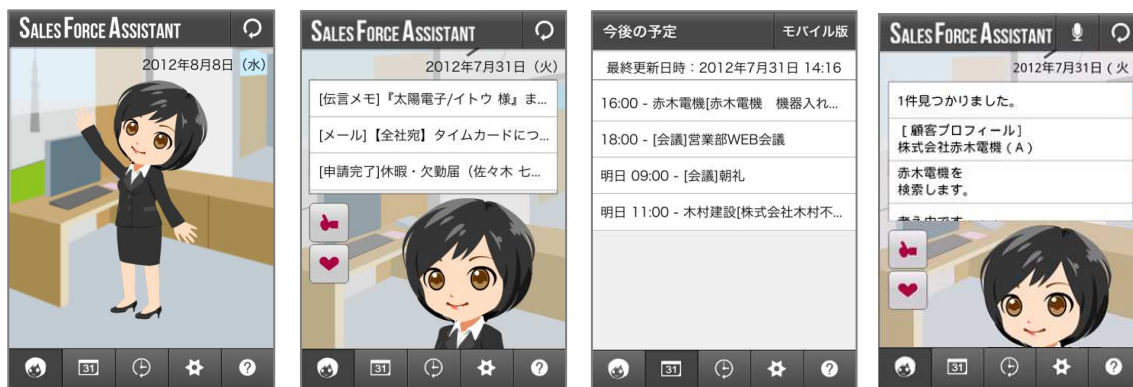 SALES FORCE ASSISTANT
2012年8月8日（水）
31
?
SALES FORCE ASSISTANT
2012年7月31日（火）
[伝言メモ]『太陽電子/イトウ 様』ま...
[メール]【全社宛】タイムカードにつ...
[申請完了]休暇・欠勤届（佐々木 七...
31
?
今後の予定
モバイル版
最終更新日時：2012年7月31日 14:16
16:00 - 赤木電機[赤木電機　機器入れ...
18:00 - [会議]営業部WEB会議
明日 09:00 - [会議]朝礼
明日 11:00 - 木村建設[株式会社木村不...
31
?
SALES FORCE ASSISTANT
2012年7月31日 ( 火
1件見つかりました。
[ 顧客プロフィール]
株式会社赤木電機 ( A )
赤木電機を
検索します。
31
?